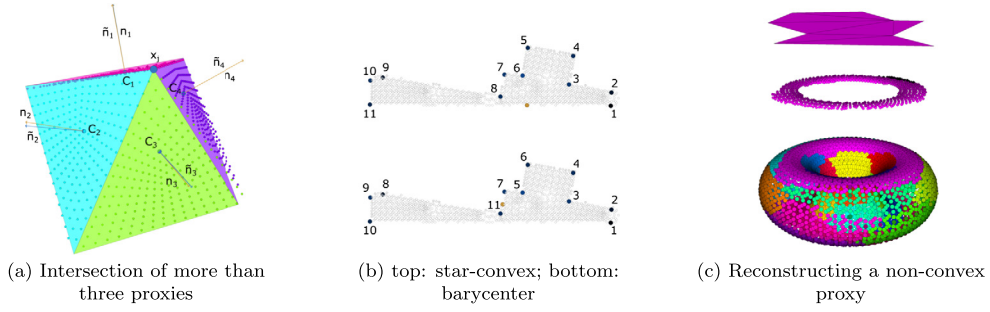 ñ₁ n₁
x_j
ñ₄
n₄
C₁
n₂
ñ₂
C₂
C₃
ñ₃
n₃
5 4
10 9 7 6 3 2
8
11 1
6 4
9 8 7 5 3 2
11
10 1
(a) Intersection of more than
three proxies
(b) top: star-convex; bottom:
barycenter
(c) Reconstructing a non-convex
proxy